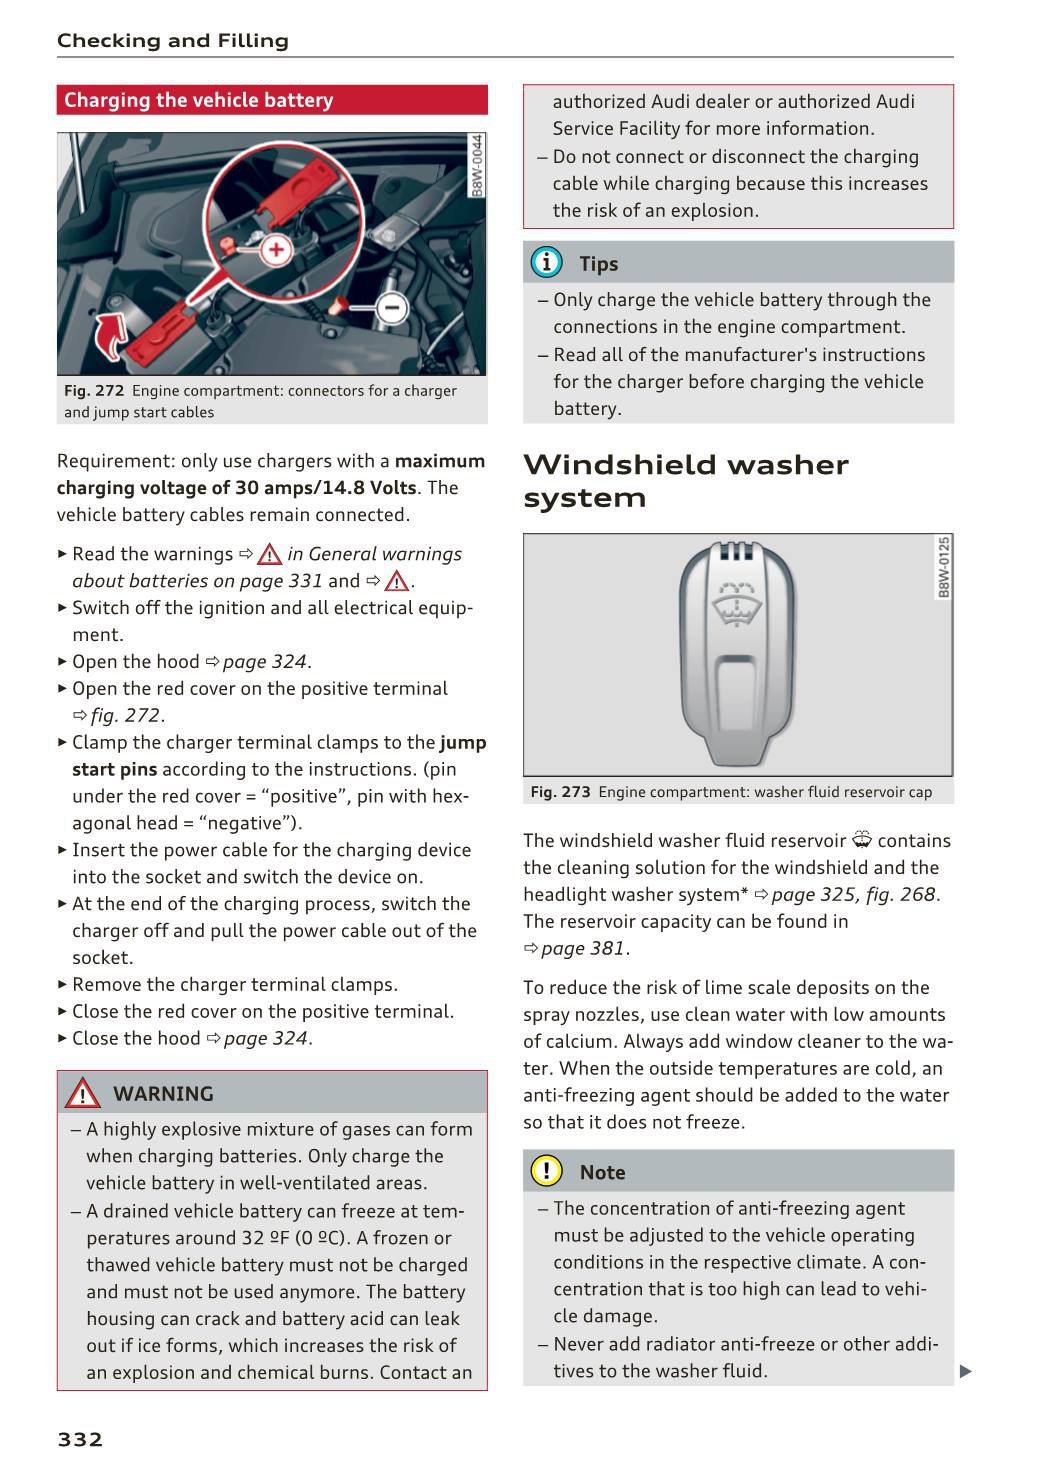 Checking and Filling
Charging the vehicle battery
B8W-0044
+
−
Fig. 272 Engine compartment: connectors for a charger
and jump start cables
Requirement: only use chargers with a maximum
charging voltage of 30 amps/14.8 Volts. The
vehicle battery cables remain connected.
▸ Read the warnings ⇨ ⚠ in General warnings
about batteries on page 331 and ⇨ ⚠.
▸ Switch off the ignition and all electrical equip-
ment.
▸ Open the hood ⇨ page 324.
▸ Open the red cover on the positive terminal
⇨ fig. 272.
▸ Clamp the charger terminal clamps to the jump
start pins according to the instructions. (pin
under the red cover = “positive”, pin with hex-
agonal head = “negative”).
▸ Insert the power cable for the charging device
into the socket and switch the device on.
▸ At the end of the charging process, switch the
charger off and pull the power cable out of the
socket.
▸ Remove the charger terminal clamps.
▸ Close the red cover on the positive terminal.
▸ Close the hood ⇨ page 324.
⚠ WARNING
– A highly explosive mixture of gases can form
when charging batteries. Only charge the
vehicle battery in well-ventilated areas.
– A drained vehicle battery can freeze at tem-
peratures around 32 ºF (0 ºC). A frozen or
thawed vehicle battery must not be charged
and must not be used anymore. The battery
housing can crack and battery acid can leak
out if ice forms, which increases the risk of
an explosion and chemical burns. Contact an
authorized Audi dealer or authorized Audi
Service Facility for more information.
– Do not connect or disconnect the charging
cable while charging because this increases
the risk of an explosion.
i Tips
– Only charge the vehicle battery through the
connections in the engine compartment.
– Read all of the manufacturer's instructions
for the charger before charging the vehicle
battery.
Windshield washer
system
B8W-0125
Fig. 273 Engine compartment: washer fluid reservoir cap
The windshield washer fluid reservoir contains
the cleaning solution for the windshield and the
headlight washer system* ⇨ page 325, fig. 268.
The reservoir capacity can be found in
⇨ page 381.
To reduce the risk of lime scale deposits on the
spray nozzles, use clean water with low amounts
of calcium. Always add window cleaner to the wa-
ter. When the outside temperatures are cold, an
anti-freezing agent should be added to the water
so that it does not freeze.
! Note
– The concentration of anti-freezing agent
must be adjusted to the vehicle operating
conditions in the respective climate. A con-
centration that is too high can lead to vehi-
cle damage.
– Never add radiator anti-freeze or other addi-
tives to the washer fluid. ▶
332